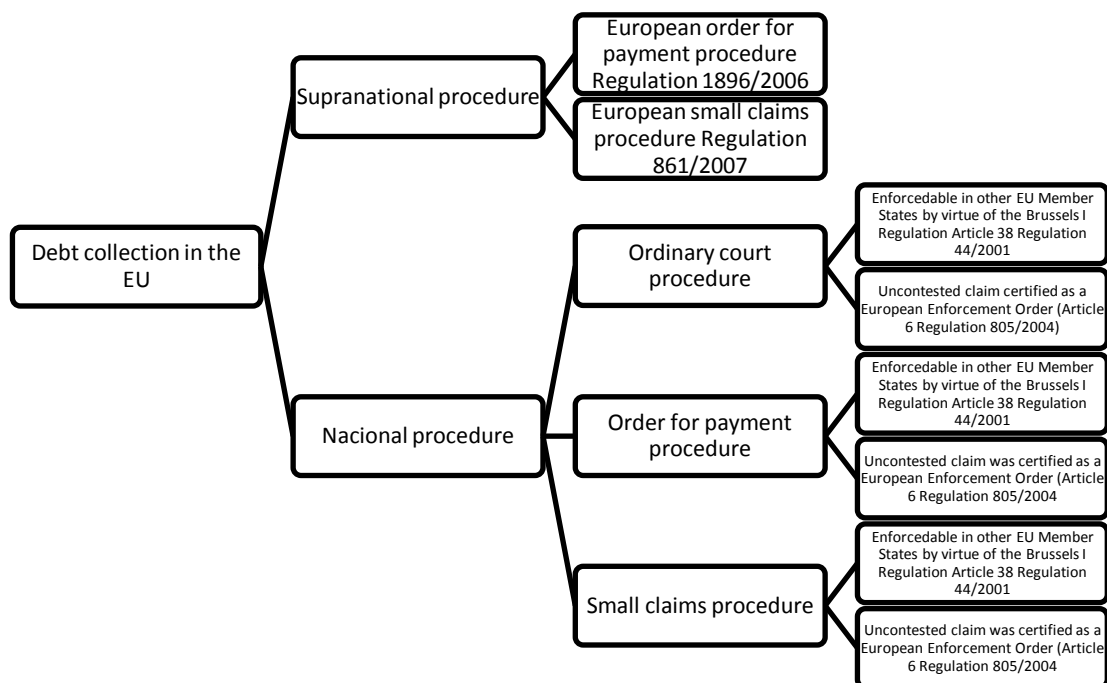 European order for
payment procedure
Regulation 1896/2006
Supranational procedure
European small claims
procedure Regulation
861/2007
Debt collection in the
EU
Enforcedable in other EU Member
States by virtue of the Brussels I
Regulation Article 38 Regulation
44/2001
Ordinary court
procedure
Uncontested claim certified as a
European Enforcement Order (Article
6 Regulation 805/2004)
Nacional procedure
Enforcedable in other EU Member
States by virtue of the Brussels I
Regulation Article 38 Regulation
44/2001
Order for payment
procedure
Uncontested claim was certified as a
European Enforcement Order (Article
6 Regulation 805/2004
Enforcedable in other EU Member
States by virtue of the Brussels I
Regulation Article 38 Regulation
44/2001
Small claims procedure
Uncontested claim was certified as a
European Enforcement Order (Article
6 Regulation 805/2004